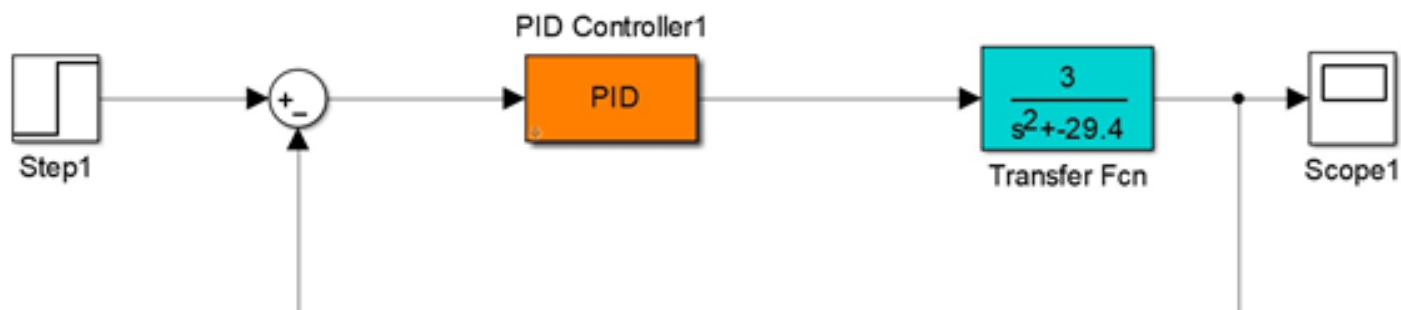 PID Controller1
+
−
PID
3
s²+-29.4
Step1
Transfer Fcn
Scope1